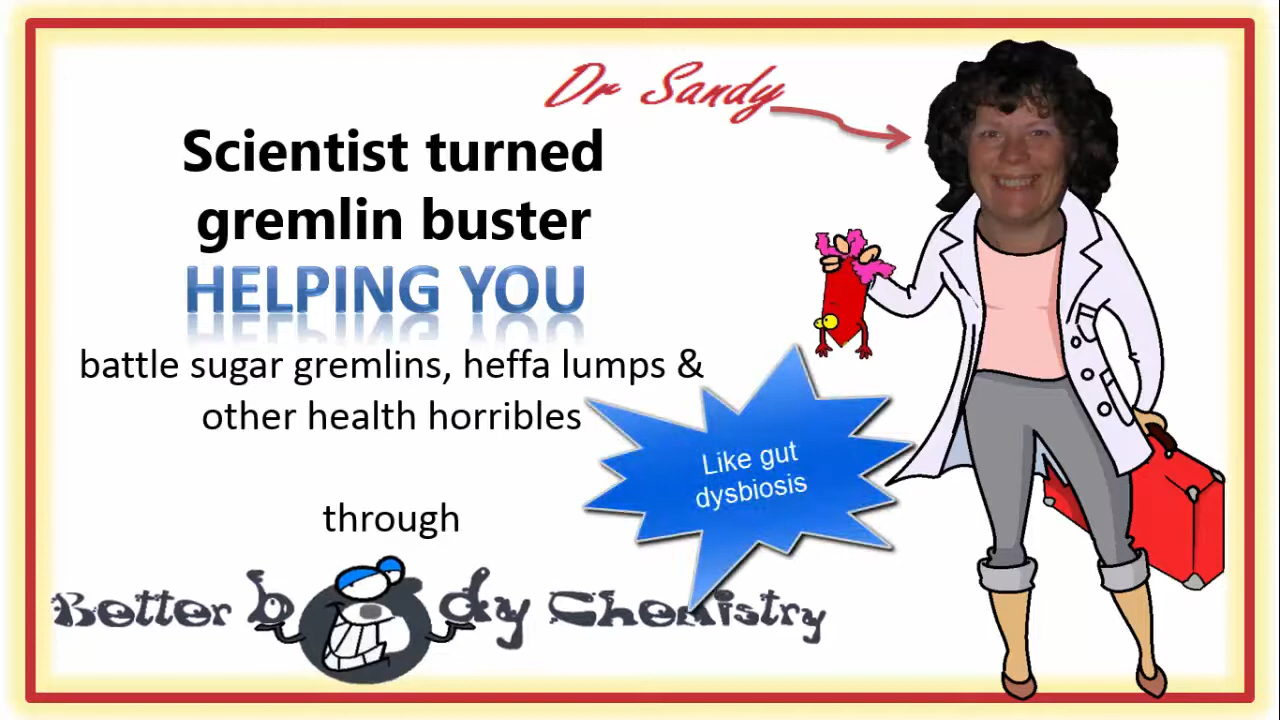 Dr Sandy
Scientist turned
gremlin buster
HELPING YOU
battle sugar gremlins, heffa lumps &
other health horribles
Like gut
dysbiosis
through
Better body Chemistry